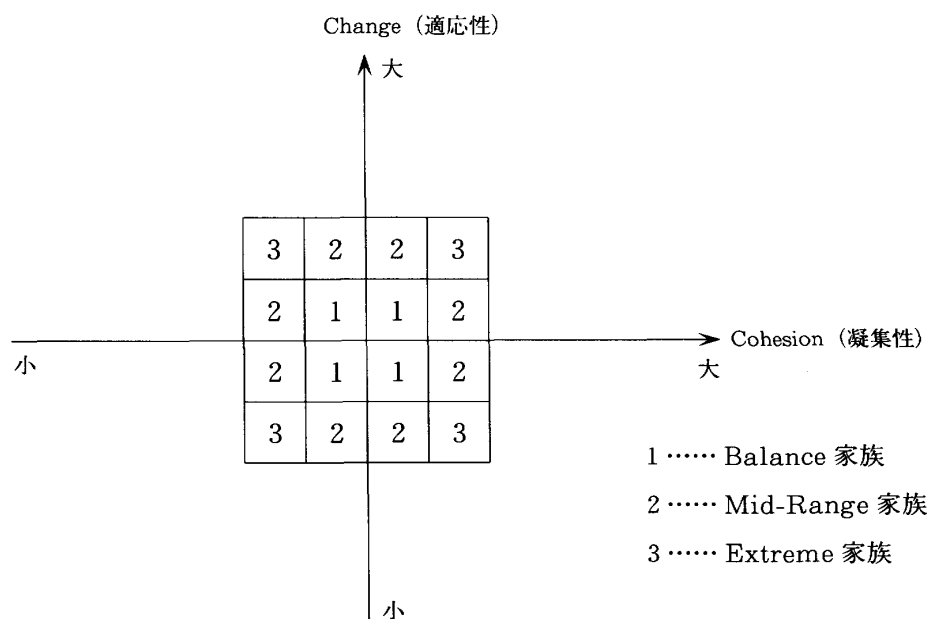 Change（適応性）
大
3 2 2 3
2 1 1 2
Cohesion（凝集性）
小
大
2 1 1 2
3 2 2 3
1 …… Balance 家族
2 …… Mid-Range 家族
3 …… Extreme 家族
小